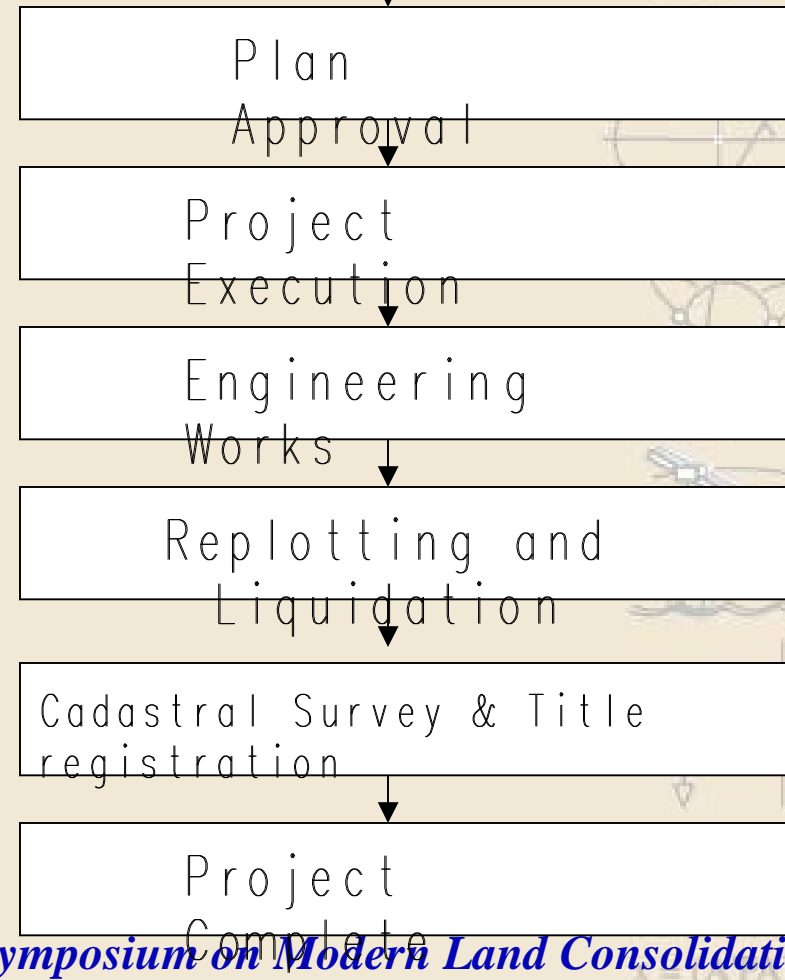 Plan
Approval
Project
Execution
Engineering
Works
Replotting and
Liquidation
Cadastral Survey & Title
registration
Project
Complete
ymposium on Modern Land Consolidati